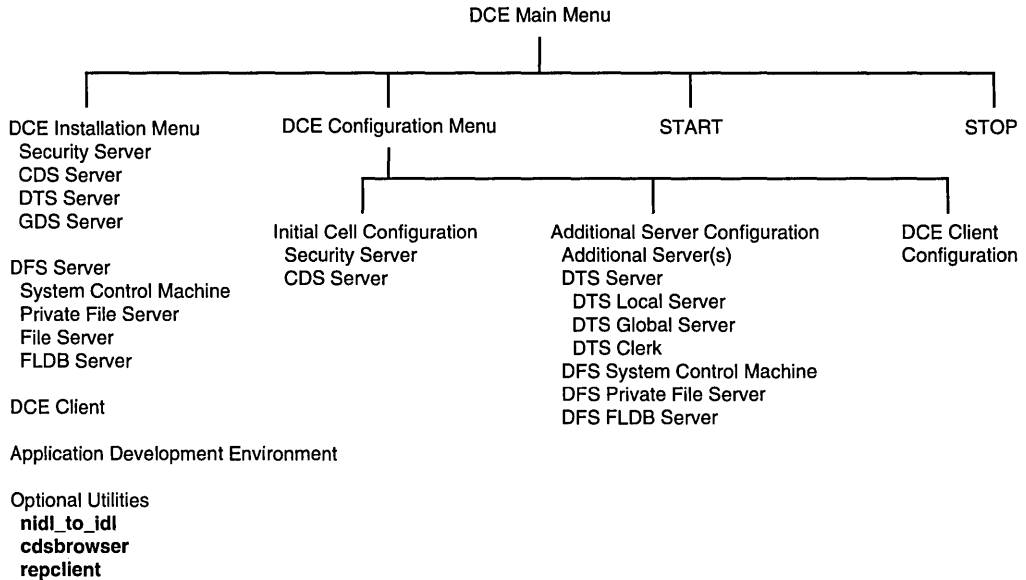 DCE Main Menu
DCE Installation Menu
Security Server
CDS Server
DTS Server
GDS Server
DFS Server
System Control Machine
Private File Server
File Server
FLDB Server
DCE Client
Application Development Environment
Optional Utilities
nidl_to_idl
cdsbrowser
repclient
DCE Configuration Menu
Initial Cell Configuration
Security Server
CDS Server
Additional Server Configuration
Additional Server(s)
DTS Server
DTS Local Server
DTS Global Server
DTS Clerk
DFS System Control Machine
DFS Private File Server
DFS FLDB Server
DCE Client
Configuration
START
STOP